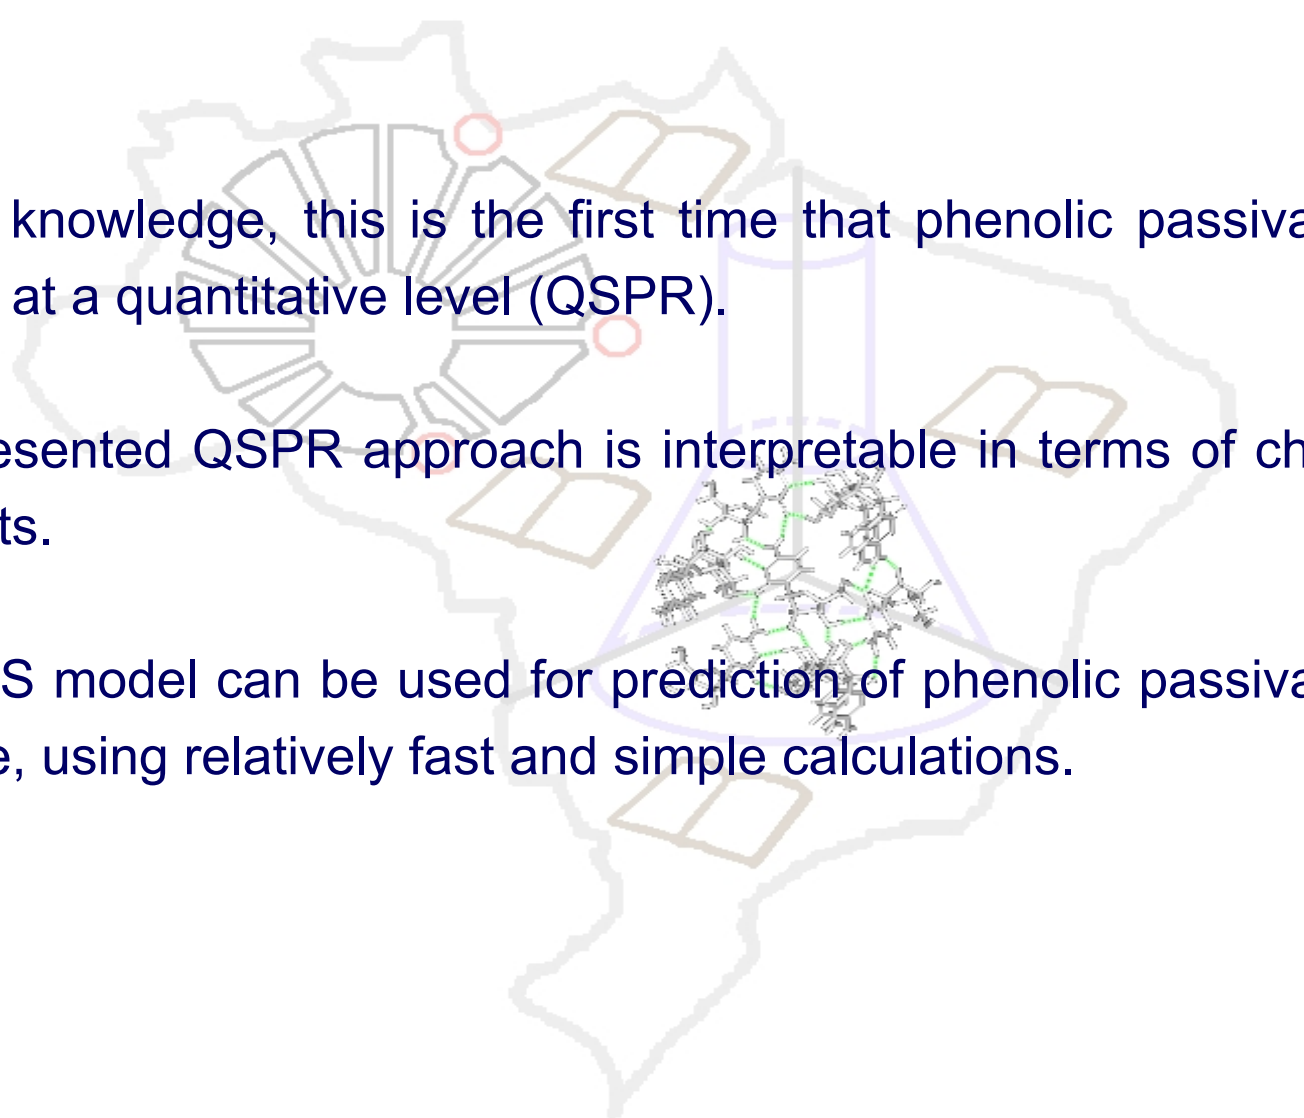 knowledge, this is the first time that phenolic passiva
at a quantitative level (QSPR).
esented QSPR approach is interpretable in terms of ch
ts.
S model can be used for prediction of phenolic passiva
e, using relatively fast and simple calculations.